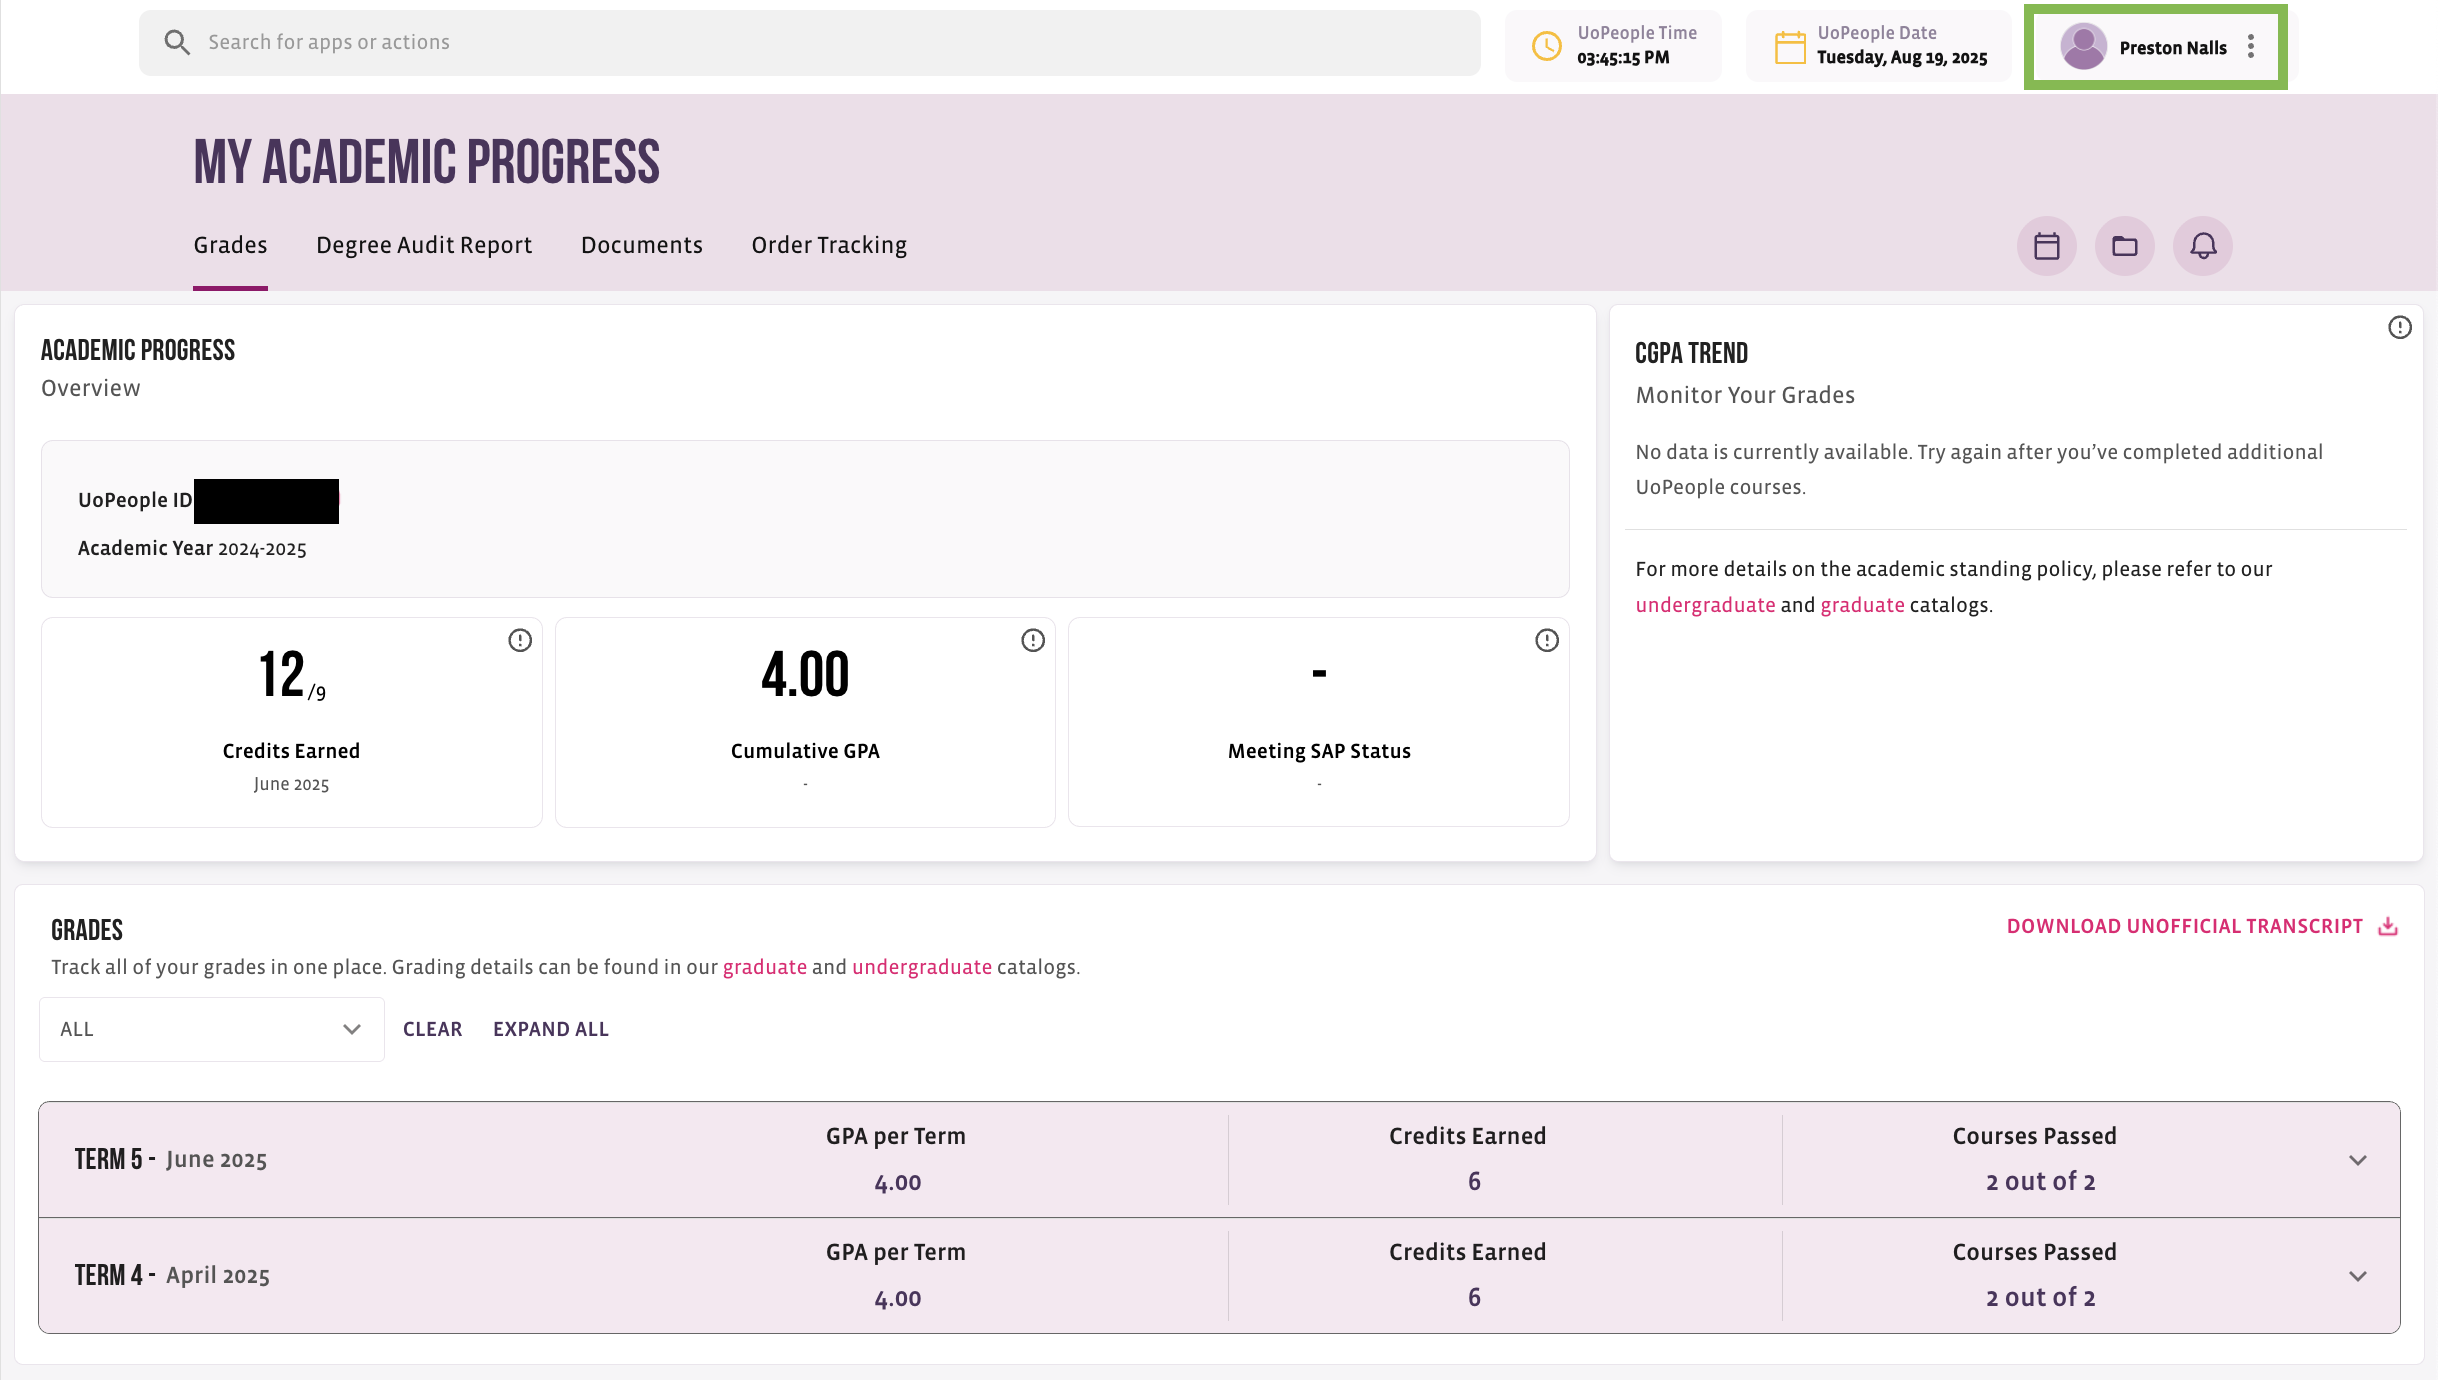 Search for apps or actions
UoPeople Time
03:45:15 PM
UoPeople Date
Tuesday, Aug 19, 2025
Preston Nalls
MY ACADEMIC PROGRESS
Grades
Degree Audit Report
Documents
Order Tracking
ACADEMIC PROGRESS
Overview
UoPeople ID
Academic Year 2024-2025
12 /9
Credits Earned
June 2025
4.00
Cumulative GPA
-
-
Meeting SAP Status
-
CGPA TREND
Monitor Your Grades
No data is currently available. Try again after you’ve completed additional
UoPeople courses.
For more details on the academic standing policy, please refer to our
undergraduate and graduate catalogs.
GRADES
DOWNLOAD UNOFFICIAL TRANSCRIPT
Track all of your grades in one place. Grading details can be found in our graduate and undergraduate catalogs.
ALL
CLEAR
EXPAND ALL
TERM 5 - June 2025
GPA per Term
4.00
Credits Earned
6
Courses Passed
2 out of 2
TERM 4 - April 2025
GPA per Term
4.00
Credits Earned
6
Courses Passed
2 out of 2